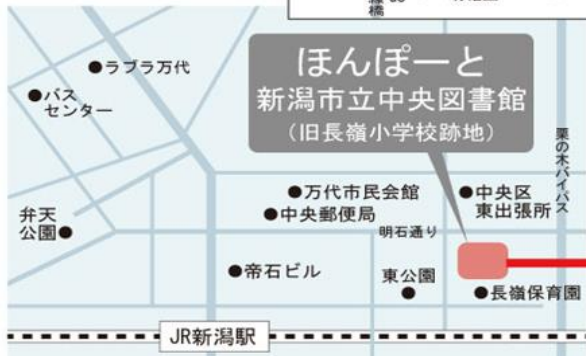 線橋
ラブラ万代
バス
センター
ほんぽーと
新潟市立中央図書館
(旧長嶺小学校跡地)
栗の木バイパス
万代市民会館
中央郵便局
中央区
東出張所
明石通り
弁天
公園
帝石ビル
東公園
長嶺保育園
JR新潟駅